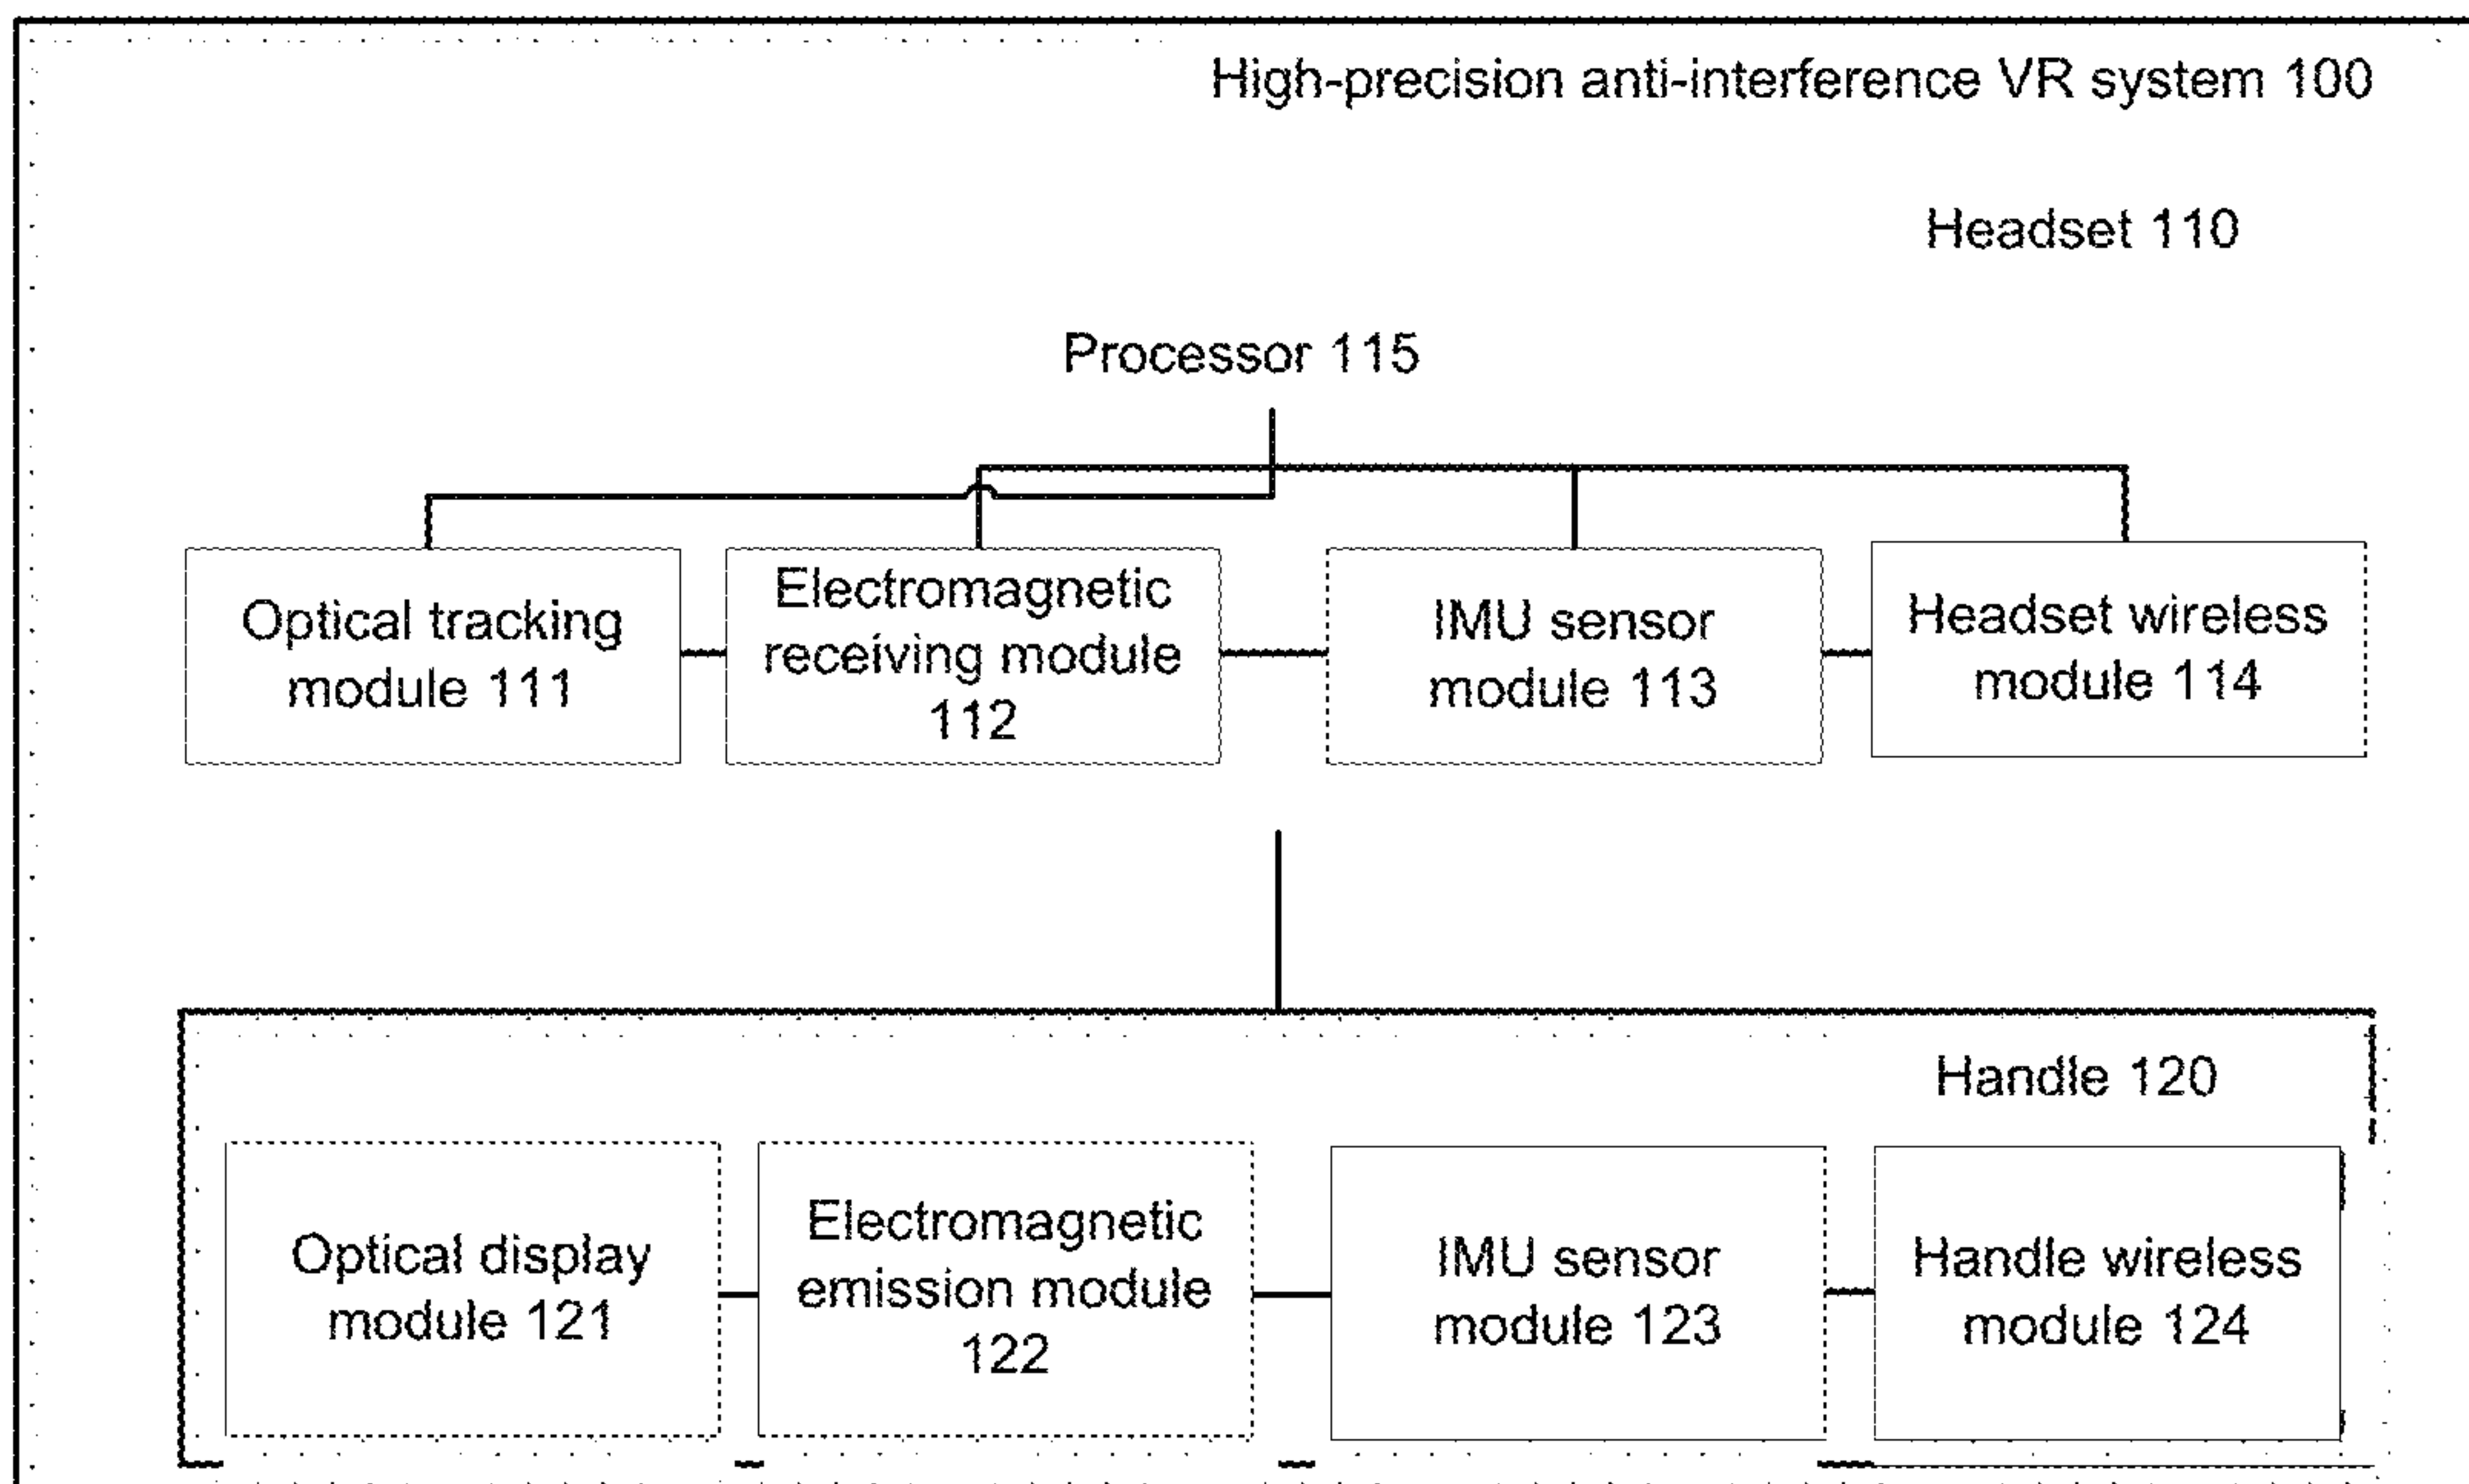 High-precision anti-interference VR system 100
Headset 110
Processor 115
Optical tracking
module 111
Electromagnetic
receiving module
112
IMU sensor
module 113
Headset wireless
module 114
Handle 120
Optical display
module 121
Electromagnetic
emission module
122
IMU sensor
module 123
Handle wireless
module 124